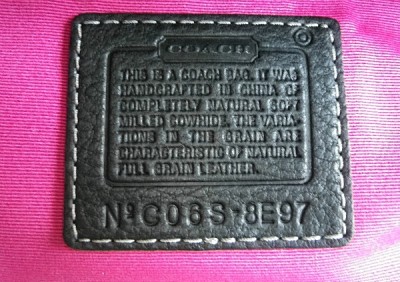 COACH
THIS IS A COACH BAG. IT WAS
HANDCRAFTED IN CHINA OF
COMPLETELY NATURAL SOFT
MILLED COWHIDE. THE VARIA-
TIONS IN THE GRAIN ARE
CHARACTERISTIC OF NATURAL
FULL GRAIN LEATHER.
Nº C06S-8E97